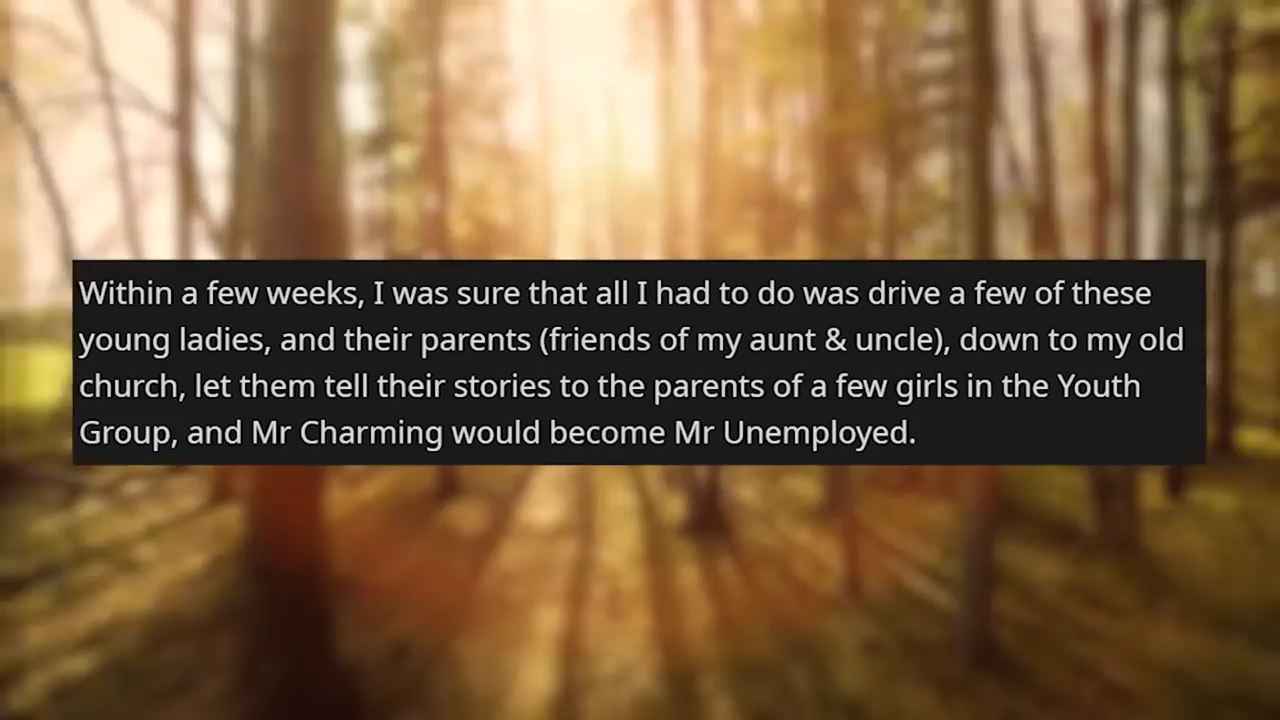 Within a few weeks, I was sure that all I had to do was drive a few of these
young ladies, and their parents (friends of my aunt & uncle), down to my old
church, let them tell their stories to the parents of a few girls in the Youth
Group, and Mr Charming would become Mr Unemployed.